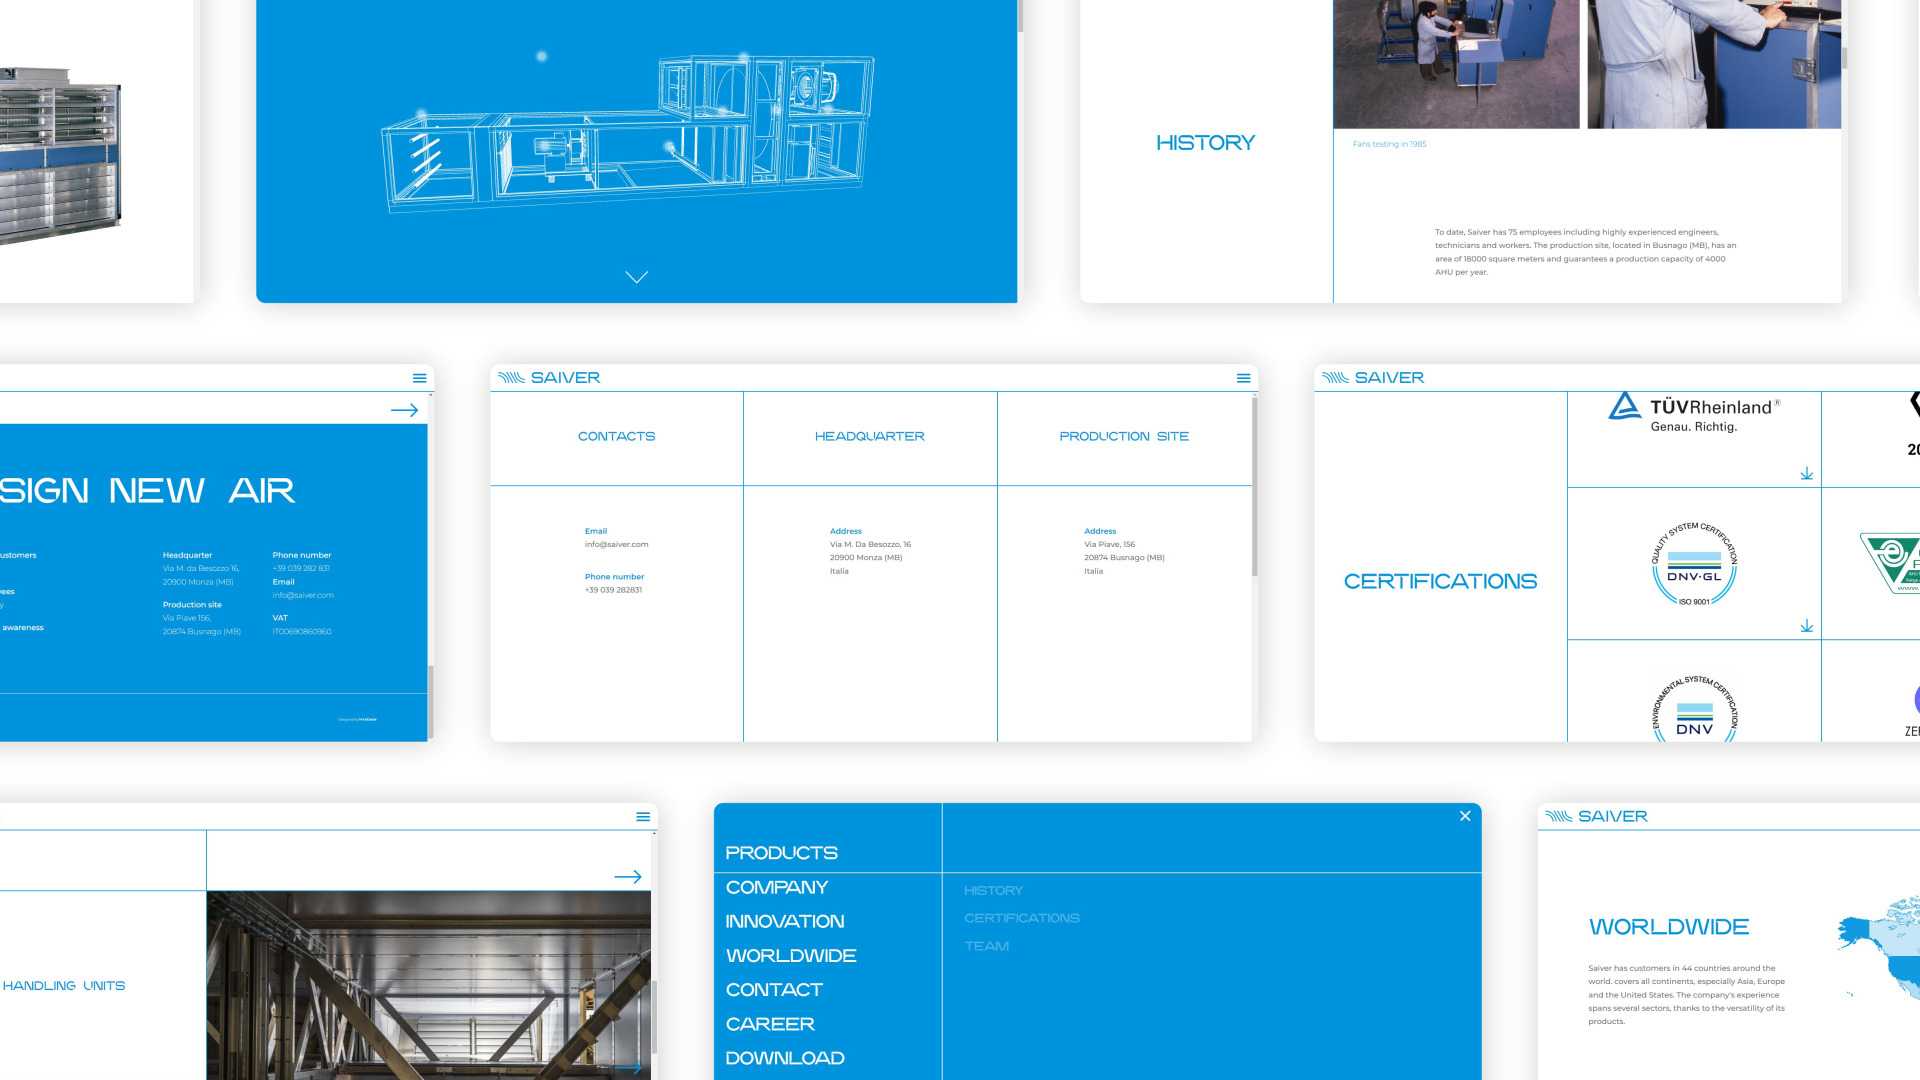 HISTORY
Fans testing in 1985
To date, Saiver has 75 employees including highly experienced engineers,
technicians and workers. The production site, located in Busnago (MB), has an
area of 18000 square meters and guarantees a production capacity of 4000
AHU per year.
SIGN NEW AIR
ustomers
awareness
Headquarter
Via M. da Besozzo 16,
20900 Monza (MB)
Production site
Via Piave 156,
20874 Busnago (MB)
Phone number
+39 039 282 831
Email
info@saiver.com
VAT
IT00690860960
SAIVER
CONTACTS
HEADQUARTER
PRODUCTION SITE
Email
info@saiver.com
Phone number
+39 039 282831
Address
Via M. Da Besozzo, 16
20900 Monza (MB)
Italia
Address
Via Piave, 156
20874 Busnago (MB)
Italia
SAIVER
CERTIFICATIONS
TÜVRheinland®
Genau. Richtig.
QUALITY SYSTEM CERTIFICATION
DNV·GL
ISO 9001
ENVIRONMENTAL SYSTEM CERTIFICATION
DNV
HANDLING UNITS
PRODUCTS
COMPANY
INNOVATION
WORLDWIDE
CONTACT
CAREER
DOWNLOAD
HISTORY
CERTIFICATIONS
TEAM
SAIVER
WORLDWIDE
Saiver has customers in 44 countries around the
world. covers all continents, especially Asia, Europe
and the United States. The company's experience
spans several sectors, thanks to the versatility of its
products.